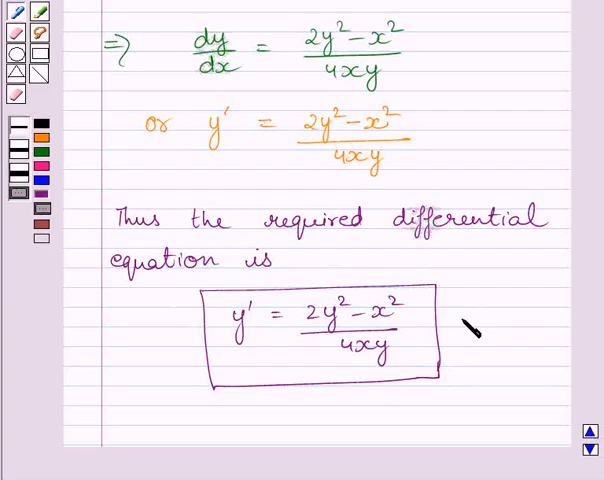 ⇒ dy/dx = 2y² − x² / 4xy
or y' = 2y² − x² / 4xy
Thus the required differential
equation is
y' = 2y² − x² / 4xy